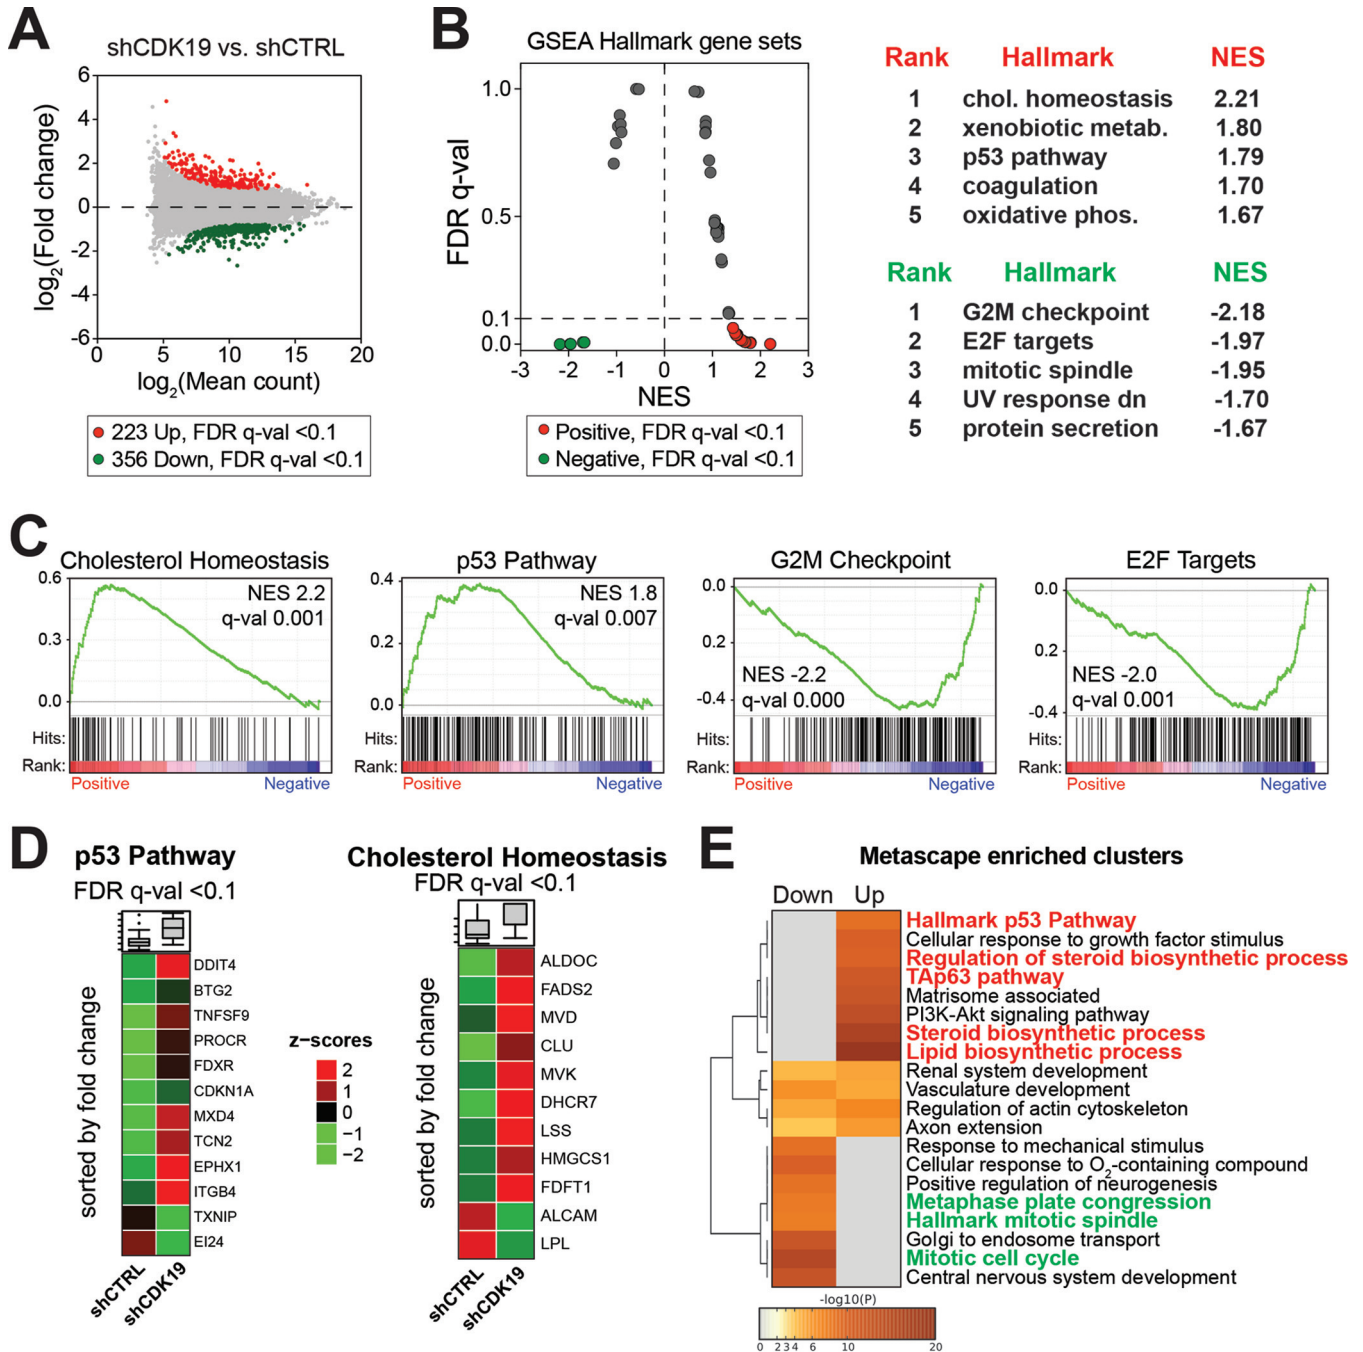 A
shCDK19 vs. shCTRL
log2(Fold change)
6
4
2
0
-2
-4
-6
0 5 10 15 20
log2(Mean count)
223 Up, FDR q-val <0.1
356 Down, FDR q-val <0.1
B
GSEA Hallmark gene sets
FDR q-val
1.0
0.5
0.1
0.0
-3 -2 -1 0 1 2 3
NES
Positive, FDR q-val <0.1
Negative, FDR q-val <0.1
Rank Hallmark NES
1 chol. homeostasis 2.21
2 xenobiotic metab. 1.80
3 p53 pathway 1.79
4 coagulation 1.70
5 oxidative phos. 1.67
Rank Hallmark NES
1 G2M checkpoint -2.18
2 E2F targets -1.97
3 mitotic spindle -1.95
4 UV response dn -1.70
5 protein secretion -1.67
C
Cholesterol Homeostasis
NES 2.2
q-val 0.001
0.6
0.3
0.0
Hits:
Rank:
Positive Negative
p53 Pathway
NES 1.8
q-val 0.007
0.4
0.2
0.0
Hits:
Rank:
Positive Negative
G2M Checkpoint
0.0
0.2
-0.4
NES -2.2
q-val 0.000
Hits:
Rank:
Positive Negative
E2F Targets
0.0
0.2
-0.4
NES -2.0
q-val 0.001
Hits:
Rank:
Positive Negative
D
p53 Pathway
FDR q-val <0.1
sorted by fold change
DDIT4
BTG2
TNFSF9
PROCR
FDXR
CDKN1A
MXD4
TCN2
EPHX1
ITGB4
TXNIP
EI24
shCTRL
shCDK19
z-scores
2
1
0
-1
-2
Cholesterol Homeostasis
FDR q-val <0.1
sorted by fold change
ALDOC
FADS2
MVD
CLU
MVK
DHCR7
LSS
HMGCS1
FDFT1
ALCAM
LPL
shCTRL
shCDK19
E
Metascape enriched clusters
Down Up
Hallmark p53 Pathway
Cellular response to growth factor stimulus
Regulation of steroid biosynthetic process
TAp63 pathway
Matrisome associated
PI3K-Akt signaling pathway
Steroid biosynthetic process
Lipid biosynthetic process
Renal system development
Vasculature development
Regulation of actin cytoskeleton
Axon extension
Response to mechanical stimulus
Cellular response to O2-containing compound
Positive regulation of neurogenesis
Metaphase plate congression
Hallmark mitotic spindle
Golgi to endosome transport
Mitotic cell cycle
Central nervous system development
-log10(P)
0 2 3 4 6 10 20